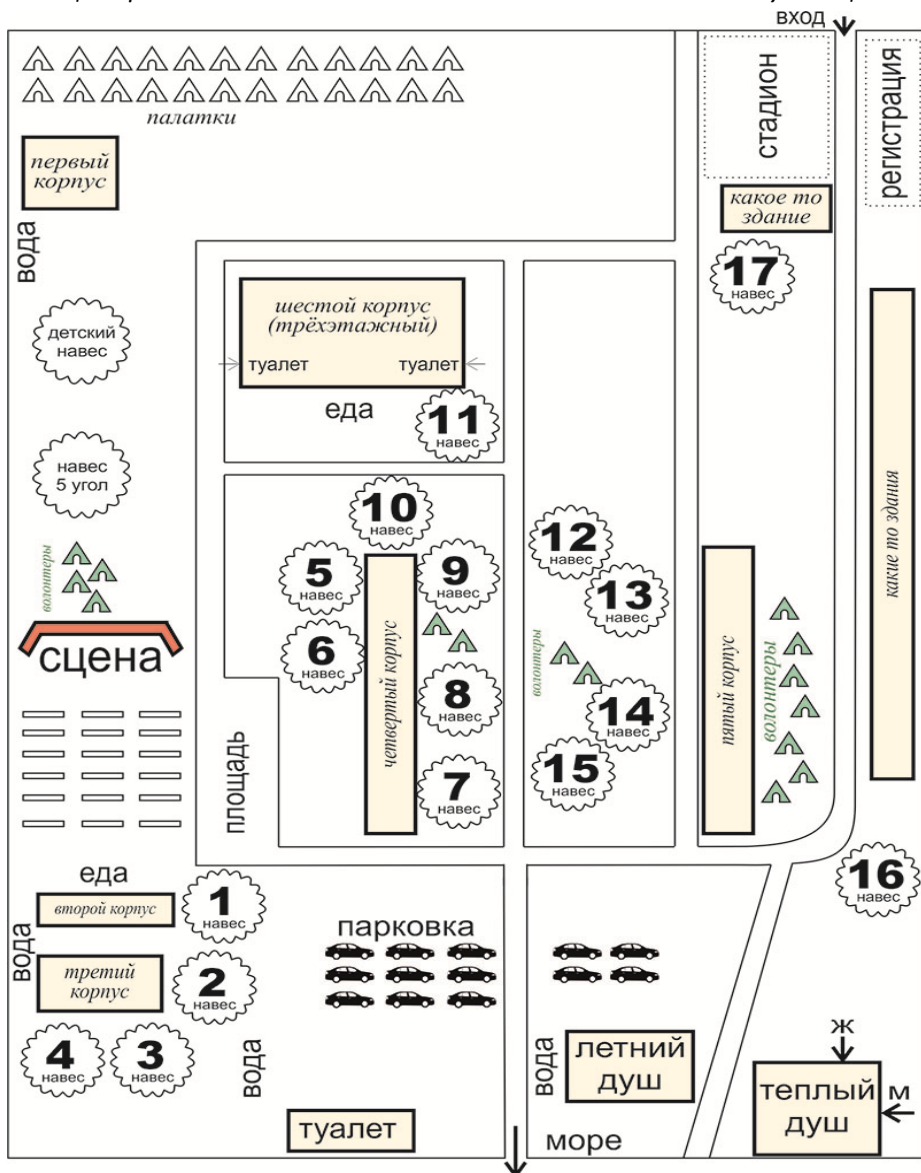 вход
палатки
стадион
регистрация
первый
корпус
вода
какое то
здание
17
навес
детский
навес
шестой корпус
(трёхэтажный)
туалет
туалет
еда
11
навес
навес
5 угол
10
навес
какие то здания
12
навес
5
навес
9
навес
13
навес
волонтеры
сцена
6
навес
четвертый корпус
8
навес
волонтеры
14
навес
пятый корпус
волонтеры
площадь
7
навес
15
навес
16
навес
еда
второй корпус
1
навес
вода
парковка
третий
корпус
2
навес
4
навес
3
навес
вода
вода
летний
душ
ж
теплый
душ
м
туалет
море